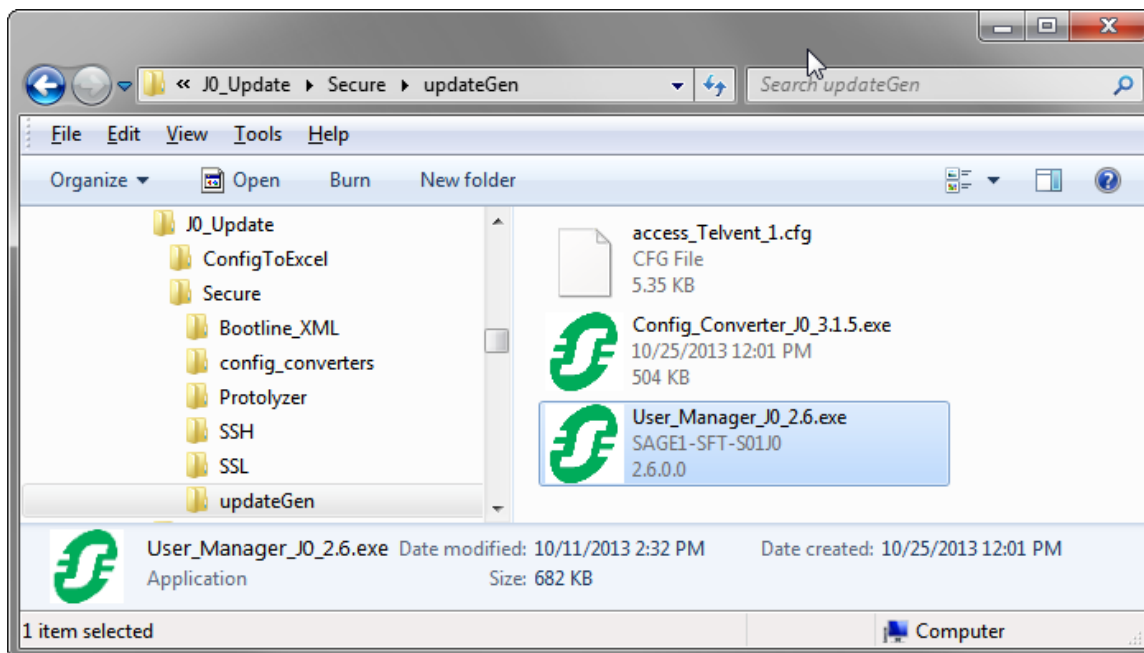 « J0_Update ▸ Secure ▸ updateGen Search updateGen
File Edit View Tools Help
Organize ▼ Open Burn New folder
J0_Update
ConfigToExcel
Secure
Bootline_XML
config_converters
Protolyzer
SSH
SSL
updateGen
access_Telvent_1.cfg
CFG File
5.35 KB
Config_Converter_J0_3.1.5.exe
10/25/2013 12:01 PM
504 KB
User_Manager_J0_2.6.exe
SAGE1-SFT-S01J0
2.6.0.0
User_Manager_J0_2.6.exe Date modified: 10/11/2013 2:32 PM Date created: 10/25/2013 12:01 PM
Application Size: 682 KB
1 item selected Computer